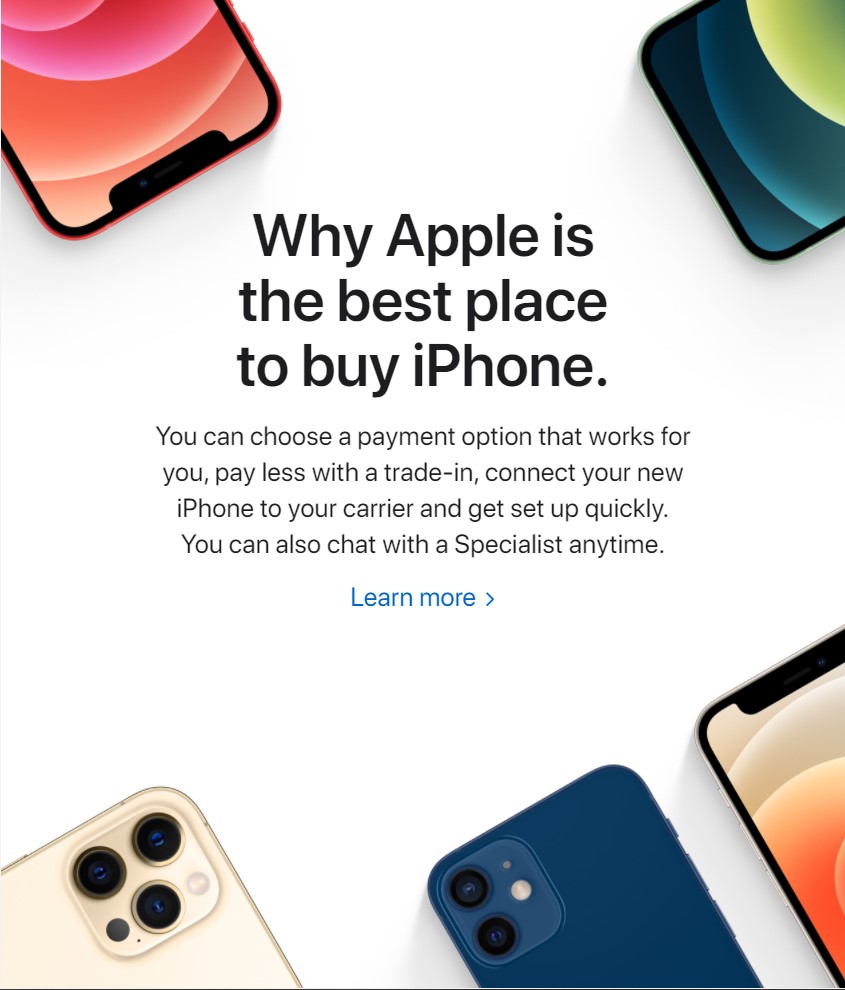 Why Apple is
the best place
to buy iPhone.
You can choose a payment option that works for
you, pay less with a trade-in, connect your new
iPhone to your carrier and get set up quickly.
You can also chat with a Specialist anytime.
Learn more >